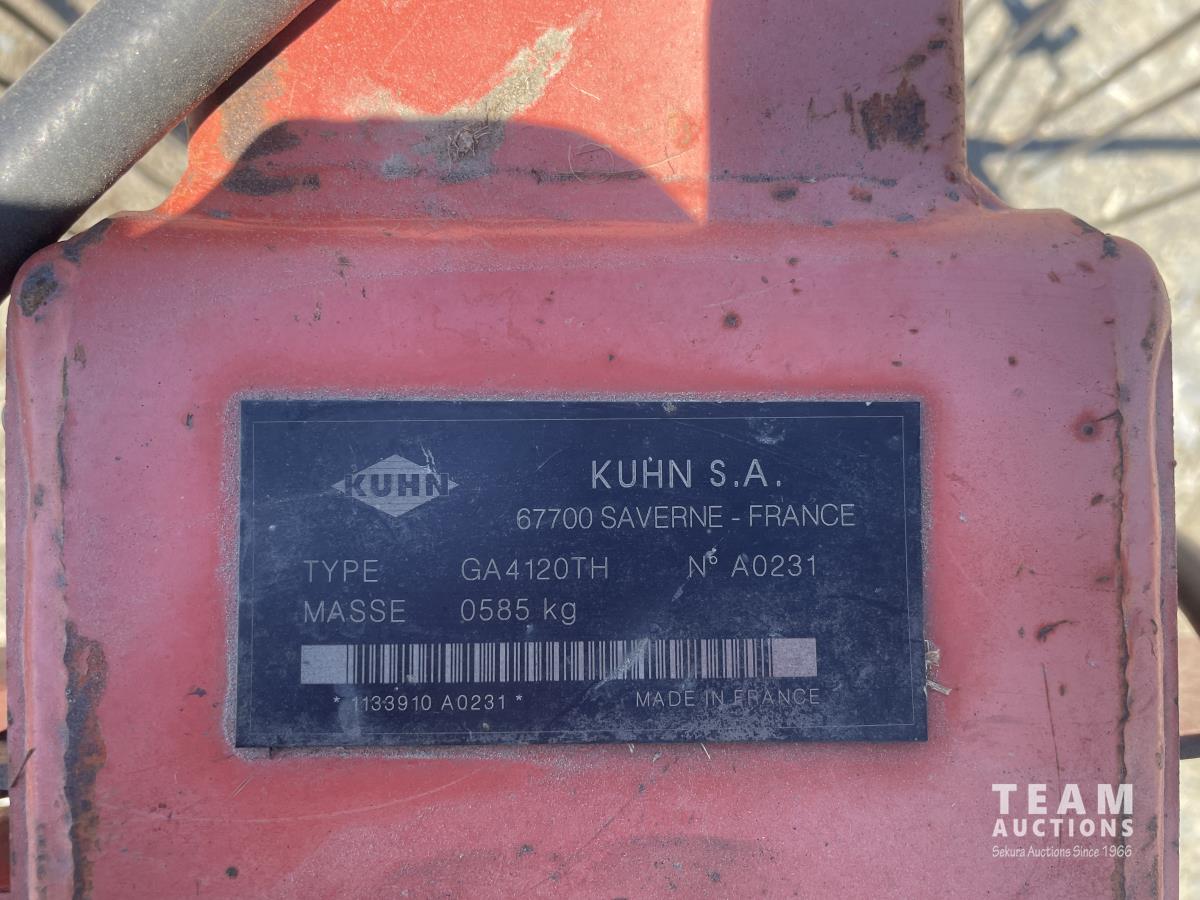 KUHN
KUHN S.A.
67700 SAVERNE - FRANCE
TYPE GA4120TH N° A0231
MASSE 0585 kg
* 1133910 A0231 *
MADE IN FRANCE
TEAM
AUCTIONS
Sekura Auctions Since 1966